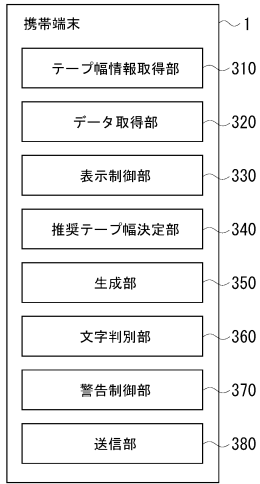 携帯端末 1
テープ幅情報取得部 310
データ取得部 320
表示制御部 330
推奨テープ幅決定部 340
生成部 350
文字判別部 360
警告制御部 370
送信部 380